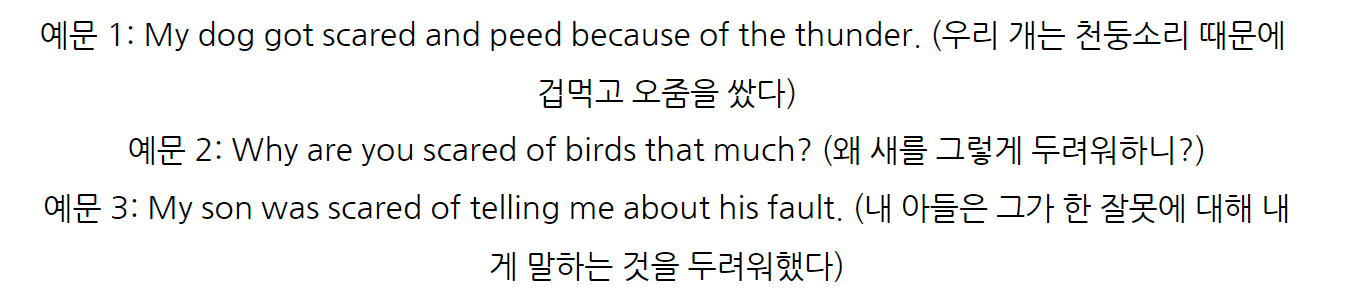 예문 1: My dog got scared and peed because of the thunder. (우리 개는 천둥소리 때문에
겁먹고 오줌을 쌌다)
예문 2: Why are you scared of birds that much? (왜 새를 그렇게 두려워하니?)
예문 3: My son was scared of telling me about his fault. (내 아들은 그가 한 잘못에 대해 내
게 말하는 것을 두려워했다)